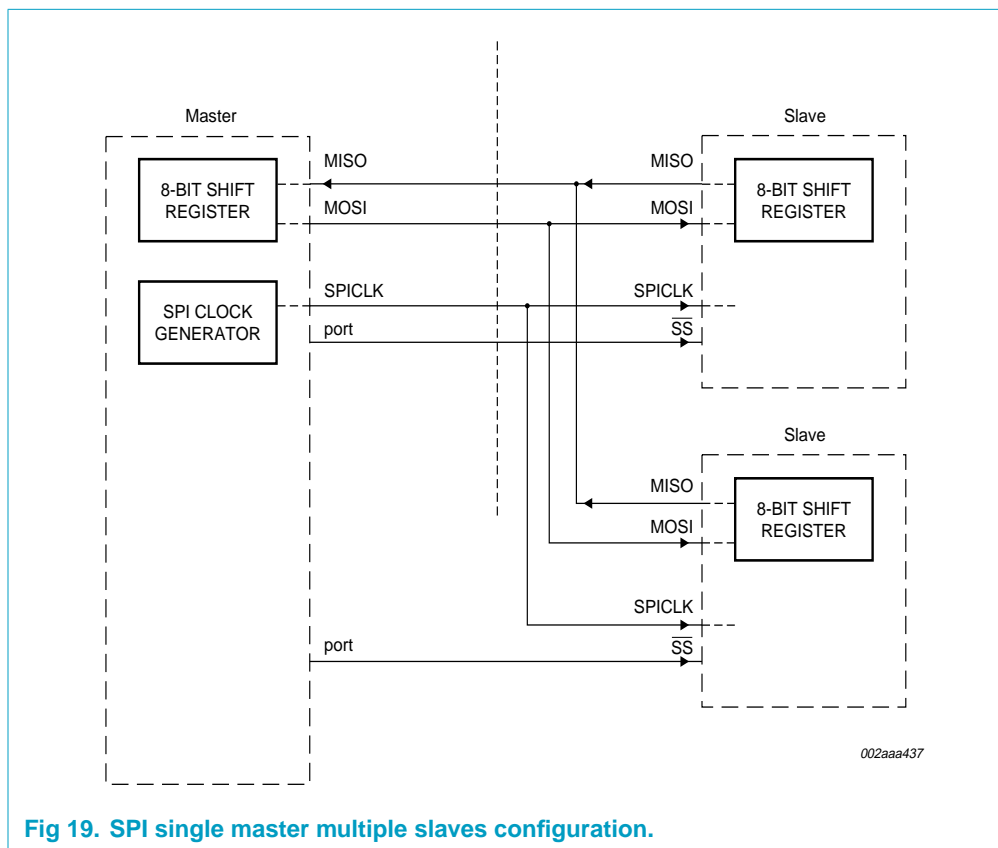 Master
Slave
MISO
MISO
8-BIT SHIFT
REGISTER
8-BIT SHIFT
REGISTER
MOSI
MOSI
SPICLK
SPICLK
SPI CLOCK
GENERATOR
port
S̅S̅
Slave
MISO
8-BIT SHIFT
REGISTER
MOSI
SPICLK
port
S̅S̅
002aaa437
Fig 19. SPI single master multiple slaves configuration.